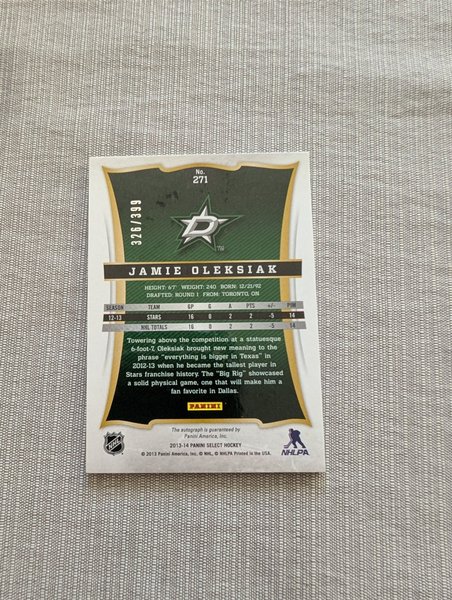 No.
271
326/399
D
TM
JAMIE OLEKSIAK
HEIGHT: 6'7" WEIGHT: 240 BORN: 12/21/92
DRAFTED: ROUND 1 FROM: TORONTO, ON
SEASON TEAM GP G A PTS +/- PIM
12-13 STARS 16 0 2 2 -5 14
NHL TOTALS 16 0 2 2 -5 14
Towering above the competition at a statuesque
6-foot-7, Oleksiak brought new meaning to the
phrase "everything is bigger in Texas" in
2012-13 when he became the tallest player in
Stars franchise history. The "Big Rig" showcased
a solid physical game, one that will make him a
fan favorite in Dallas.
PANINI
The autograph is guaranteed by
Panini America, Inc.
NHL
NHLPA
2013-14 PANINI SELECT HOCKEY
© 2013 Panini America, Inc. © NHL, © NHLPA Printed in the USA.